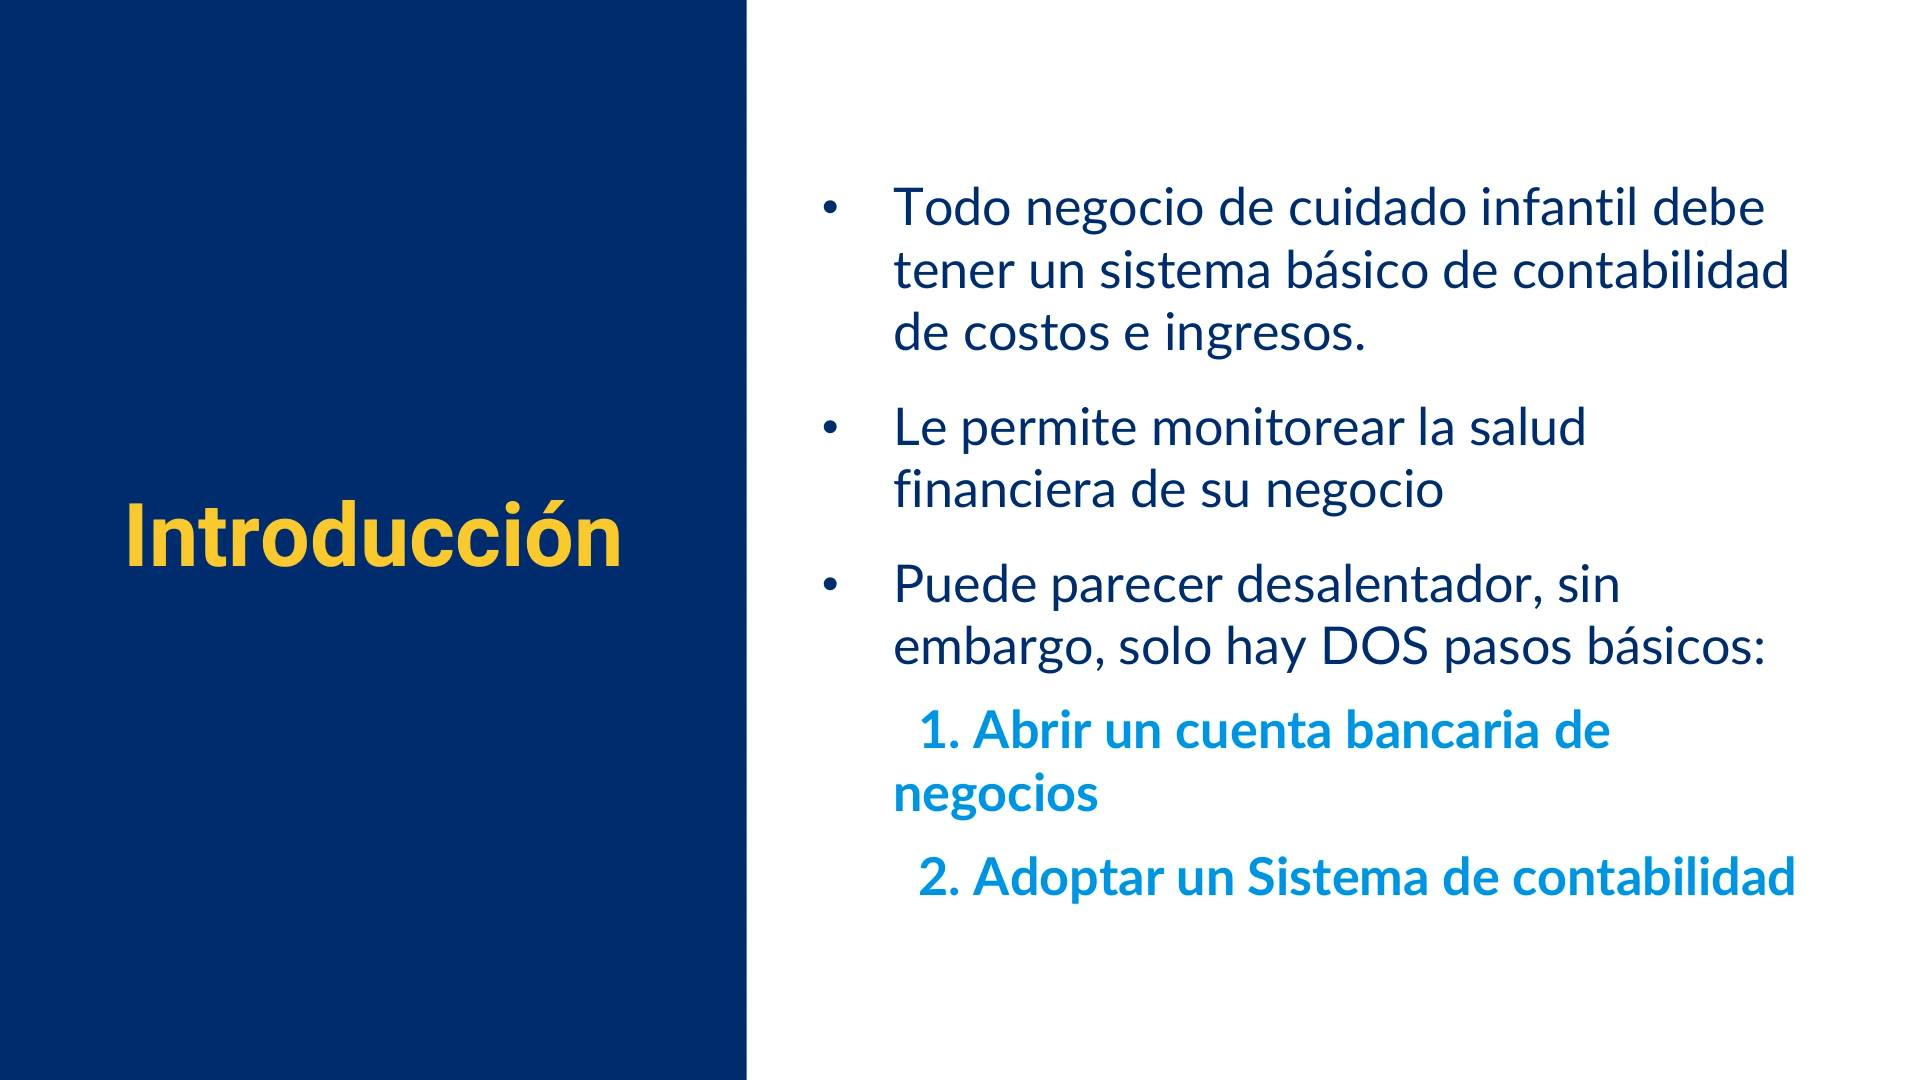 Introducción
• Todo negocio de cuidado infantil debe
tener un sistema básico de contabilidad
de costos e ingresos.
• Le permite monitorear la salud
financiera de su negocio
• Puede parecer desalentador, sin
embargo, solo hay DOS pasos básicos:
1. Abrir un cuenta bancaria de
negocios
2. Adoptar un Sistema de contabilidad